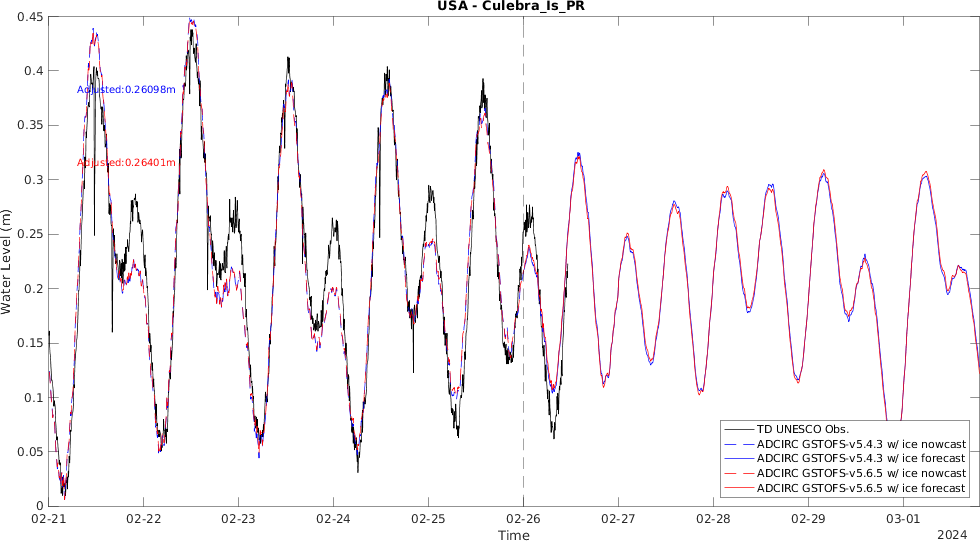 USA - Culebra_Is_PR
Water Level (m)
0.45
0.4
0.35
0.3
0.25
0.2
0.15
0.1
0.05
0
Adjusted:0.26098m
Adjusted:0.26401m
TD UNESCO Obs.
ADCIRC GSTOFS-v5.4.3 w/ ice nowcast
ADCIRC GSTOFS-v5.4.3 w/ ice forecast
ADCIRC GSTOFS-v5.6.5 w/ ice nowcast
ADCIRC GSTOFS-v5.6.5 w/ ice forecast
02-21 02-22 02-23 02-24 02-25 02-26 02-27 02-28 02-29 03-01
Time
2024